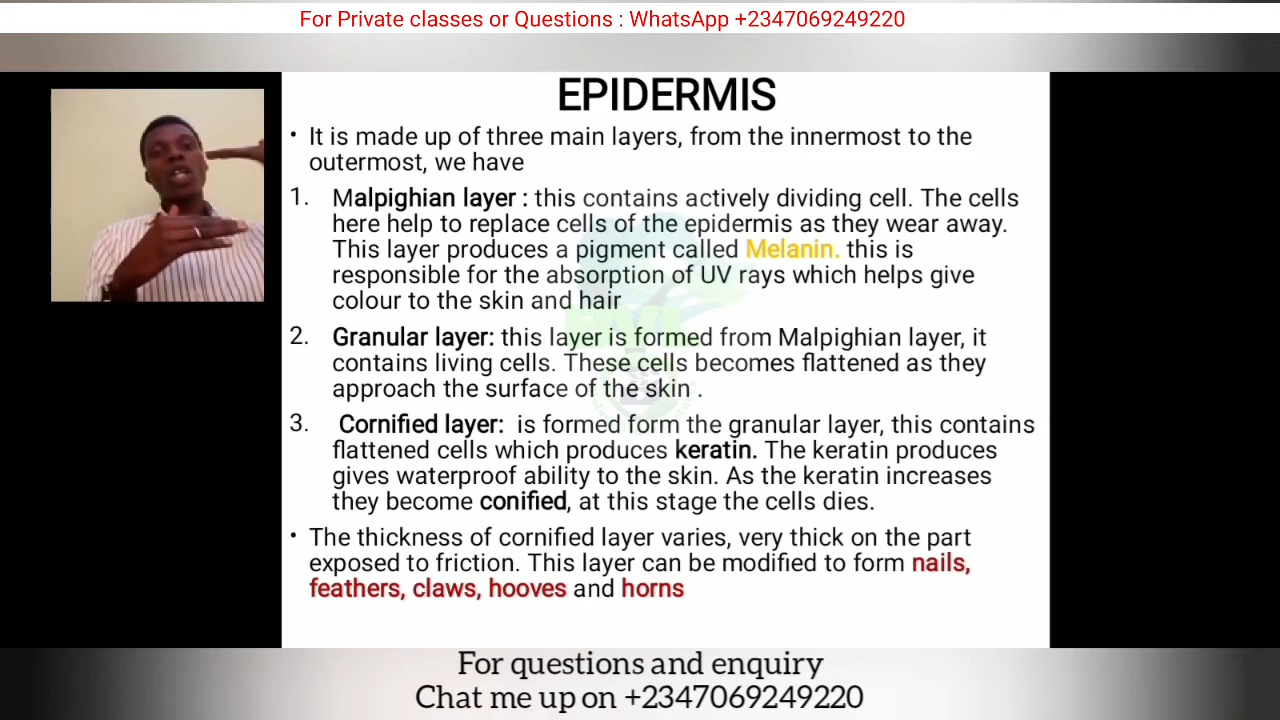 For Private classes or Questions : WhatsApp +2347069249220
EPIDERMIS
• It is made up of three main layers, from the innermost to the
outermost, we have
1. Malpighian layer : this contains actively dividing cell. The cells
here help to replace cells of the epidermis as they wear away.
This layer produces a pigment called Melanin. this is
responsible for the absorption of UV rays which helps give
colour to the skin and hair
2. Granular layer: this layer is formed from Malpighian layer, it
contains living cells. These cells becomes flattened as they
approach the surface of the skin .
3. Cornified layer: is formed form the granular layer, this contains
flattened cells which produces keratin. The keratin produces
gives waterproof ability to the skin. As the keratin increases
they become conified, at this stage the cells dies.
• The thickness of cornified layer varies, very thick on the part
exposed to friction. This layer can be modified to form nails,
feathers, claws, hooves and horns
For questions and enquiry
Chat me up on +2347069249220